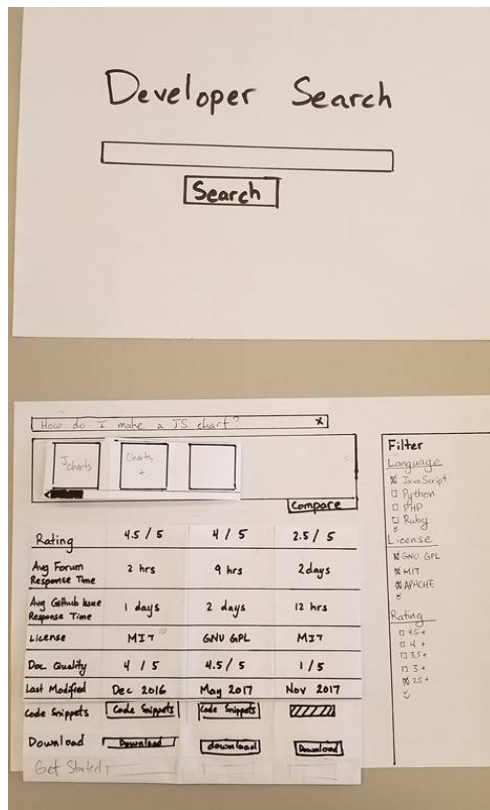 Developer Search
Search
How do I make a JS chart? x
J charts
Charts +
Compare
Rating 4.5 / 5 4 / 5 2.5 / 5
Avg Forum Response Time 2 hrs 9 hrs 2 days
Avg Github Issue Response Time 1 days 2 days 12 hrs
License MIT GNU GPL MIT
Doc Quality 4 / 5 4.5 / 5 1 / 5
Last Modified Dec 2016 May 2017 Nov 2017
Code Snippets Code Snippets Code Snippets
Download Download download Download
Get Started
Filter
Language
JavaScript
Python
PHP
Ruby
License
GNU GPL
MIT
APACHE
Rating
4.5+
4 +
3.5+
3 +
2.5 +